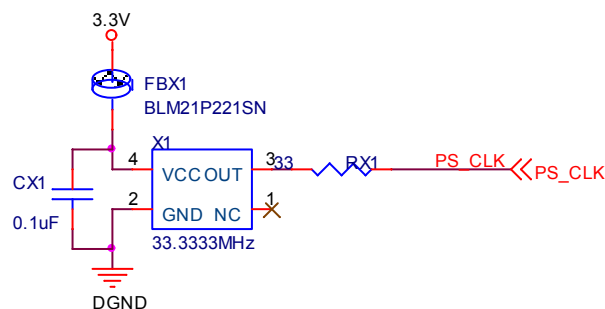 3.3V
FBX1
BLM21P221SN
X1
4
VCC OUT
3
33
RX1
PS_CLK
PS_CLK
CX1
0.1uF
2
GND NC
1
33.3333MHz
DGND